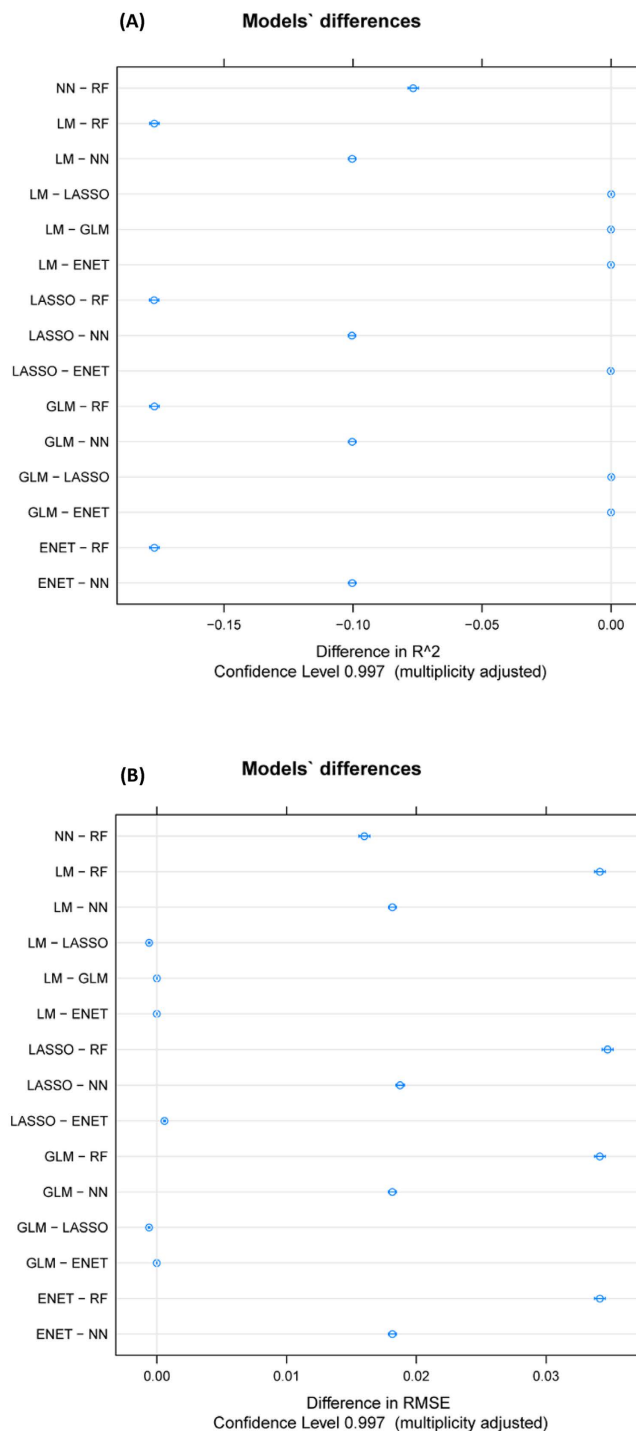 (A)
Models` differences
NN − RF
LM − RF
LM − NN
LM − LASSO
LM − GLM
LM − ENET
LASSO − RF
LASSO − NN
LASSO − ENET
GLM − RF
GLM − NN
GLM − LASSO
GLM − ENET
ENET − RF
ENET − NN
−0.15 −0.10 −0.05 0.00
Difference in R^2
Confidence Level 0.997 (multiplicity adjusted)
(B)
Models` differences
NN − RF
LM − RF
LM − NN
LM − LASSO
LM − GLM
LM − ENET
LASSO − RF
LASSO − NN
LASSO − ENET
GLM − RF
GLM − NN
GLM − LASSO
GLM − ENET
ENET − RF
ENET − NN
0.00 0.01 0.02 0.03
Difference in RMSE
Confidence Level 0.997 (multiplicity adjusted)